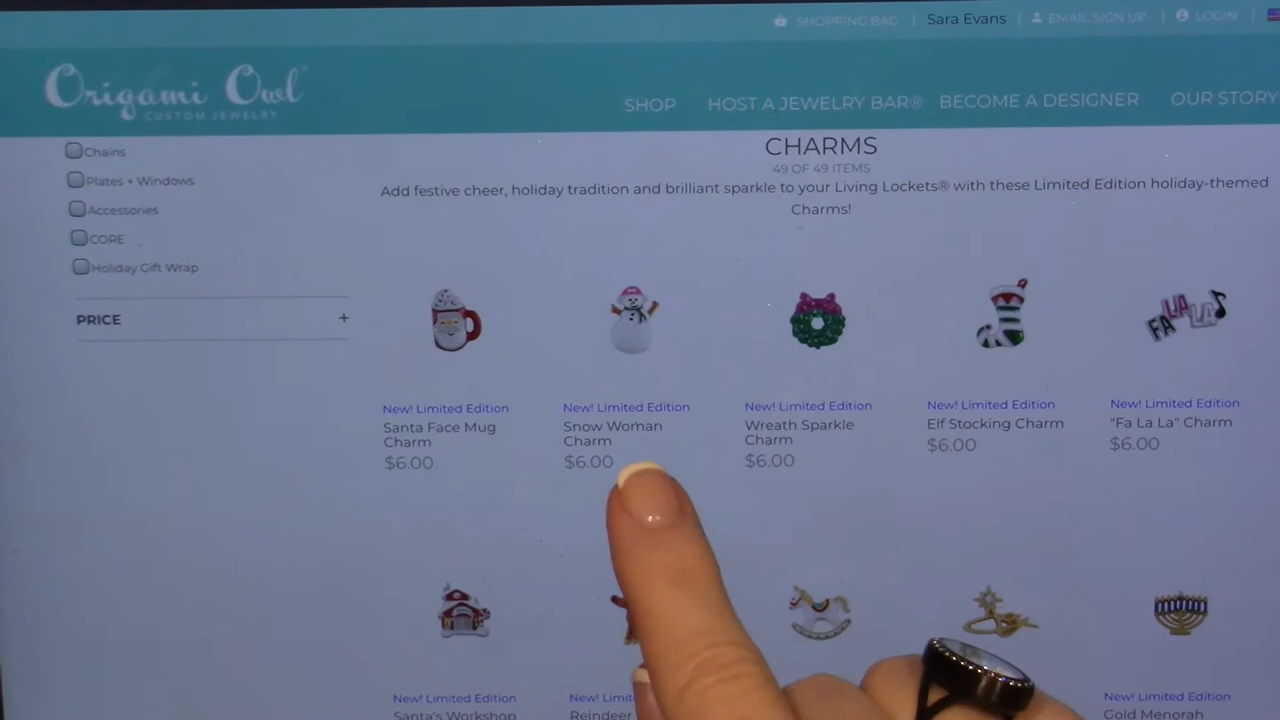 SHOPPING BAG | Sara Evans | EMAIL SIGN UP | LOGIN |
Origami Owl
CUSTOM JEWELRY
SHOP HOST A JEWELRY BAR® BECOME A DESIGNER OUR STORY
Chains
Plates + Windows
Accessories
CORE
Holiday Gift Wrap
PRICE +
CHARMS
49 OF 49 ITEMS
Add festive cheer, holiday tradition and brilliant sparkle to your Living Lockets® with these Limited Edition holiday-themed
Charms!
FA LA LA
New! Limited Edition
Santa Face Mug
Charm
$6.00
New! Limited Edition
Snow Woman
Charm
$6.00
New! Limited Edition
Wreath Sparkle
Charm
$6.00
New! Limited Edition
Elf Stocking Charm
$6.00
New! Limited Edition
"Fa La La" Charm
$6.00
New! Limited Edition
Santa's Workshop
New! Limit
Reindeer
New! Limited Edition
Gold Menorah